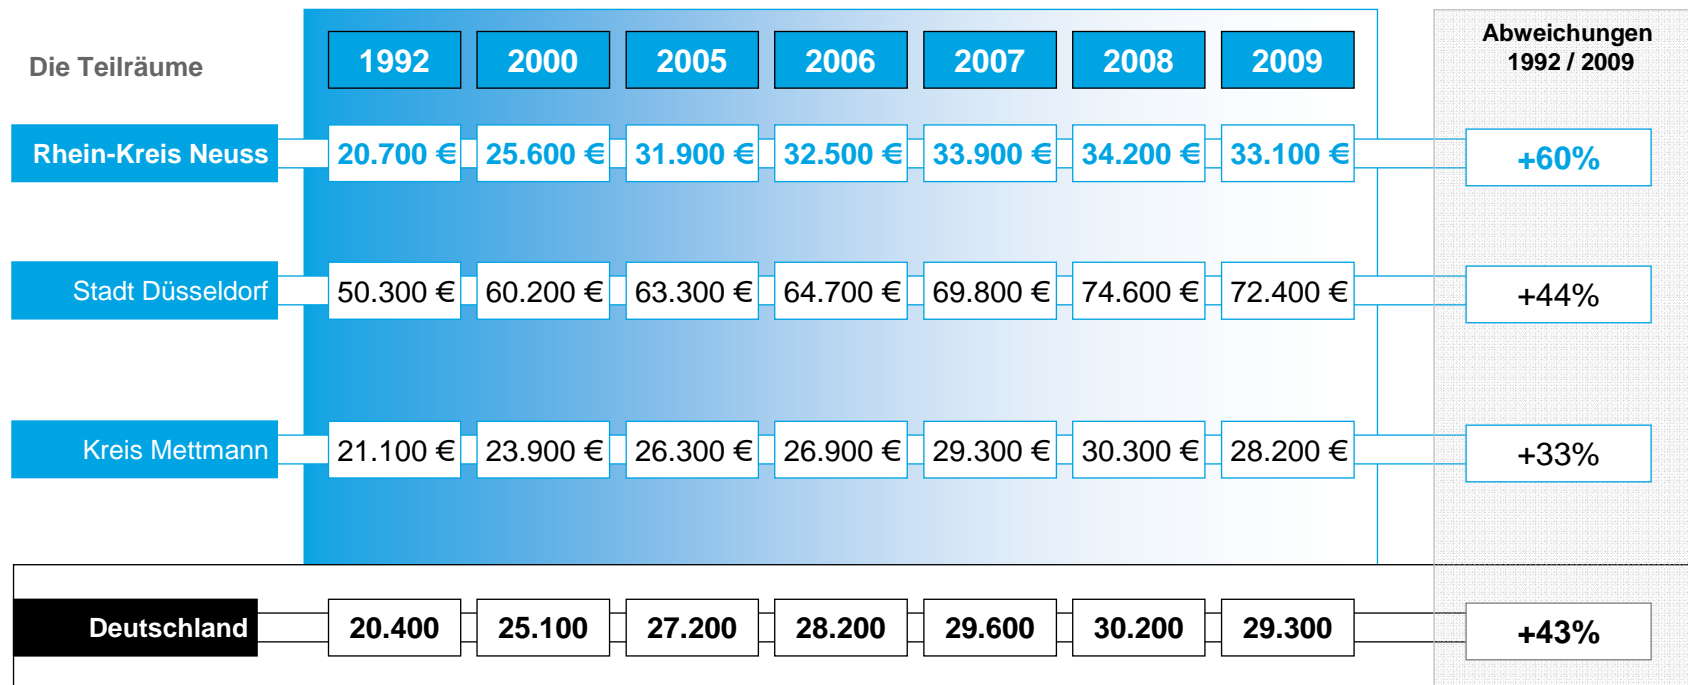 Die Teilräume 1992 2000 2005 2006 2007 2008 2009 Abweichungen
1992 / 2009
Rhein-Kreis Neuss 20.700 € 25.600 € 31.900 € 32.500 € 33.900 € 34.200 € 33.100 € +60%
Stadt Düsseldorf 50.300 € 60.200 € 63.300 € 64.700 € 69.800 € 74.600 € 72.400 € +44%
Kreis Mettmann 21.100 € 23.900 € 26.300 € 26.900 € 29.300 € 30.300 € 28.200 € +33%
Deutschland 20.400 25.100 27.200 28.200 29.600 30.200 29.300 +43%